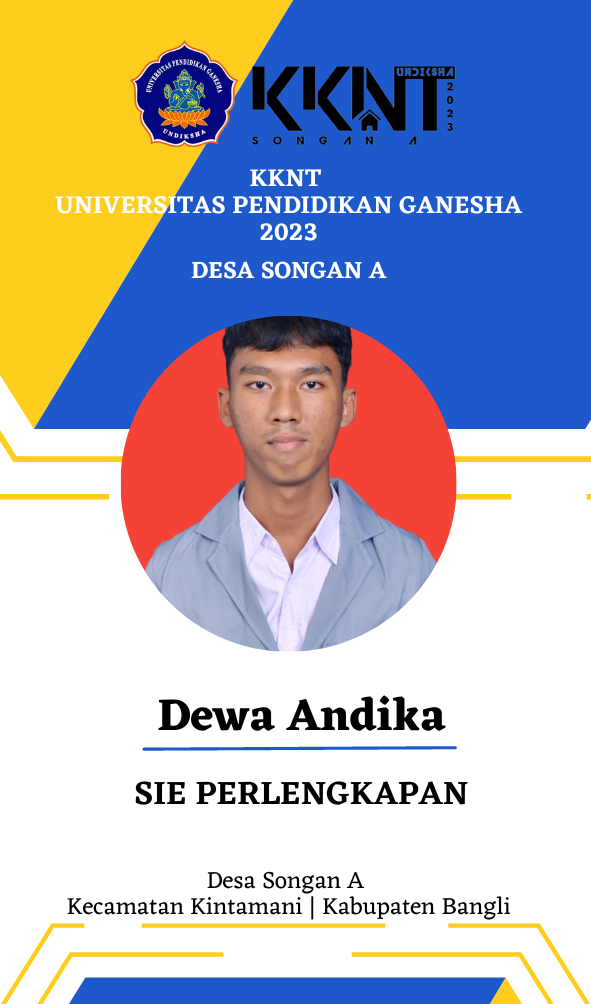 UNIVERSITAS PENDIDIKAN GANESHA
UNDIKSHA
KKNT
UNDIKSHA
2023
SONGAN A
KKNT
UNIVERSITAS PENDIDIKAN GANESHA
2023
DESA SONGAN A
Dewa Andika
SIE PERLENGKAPAN
Desa Songan A
Kecamatan Kintamani | Kabupaten Bangli